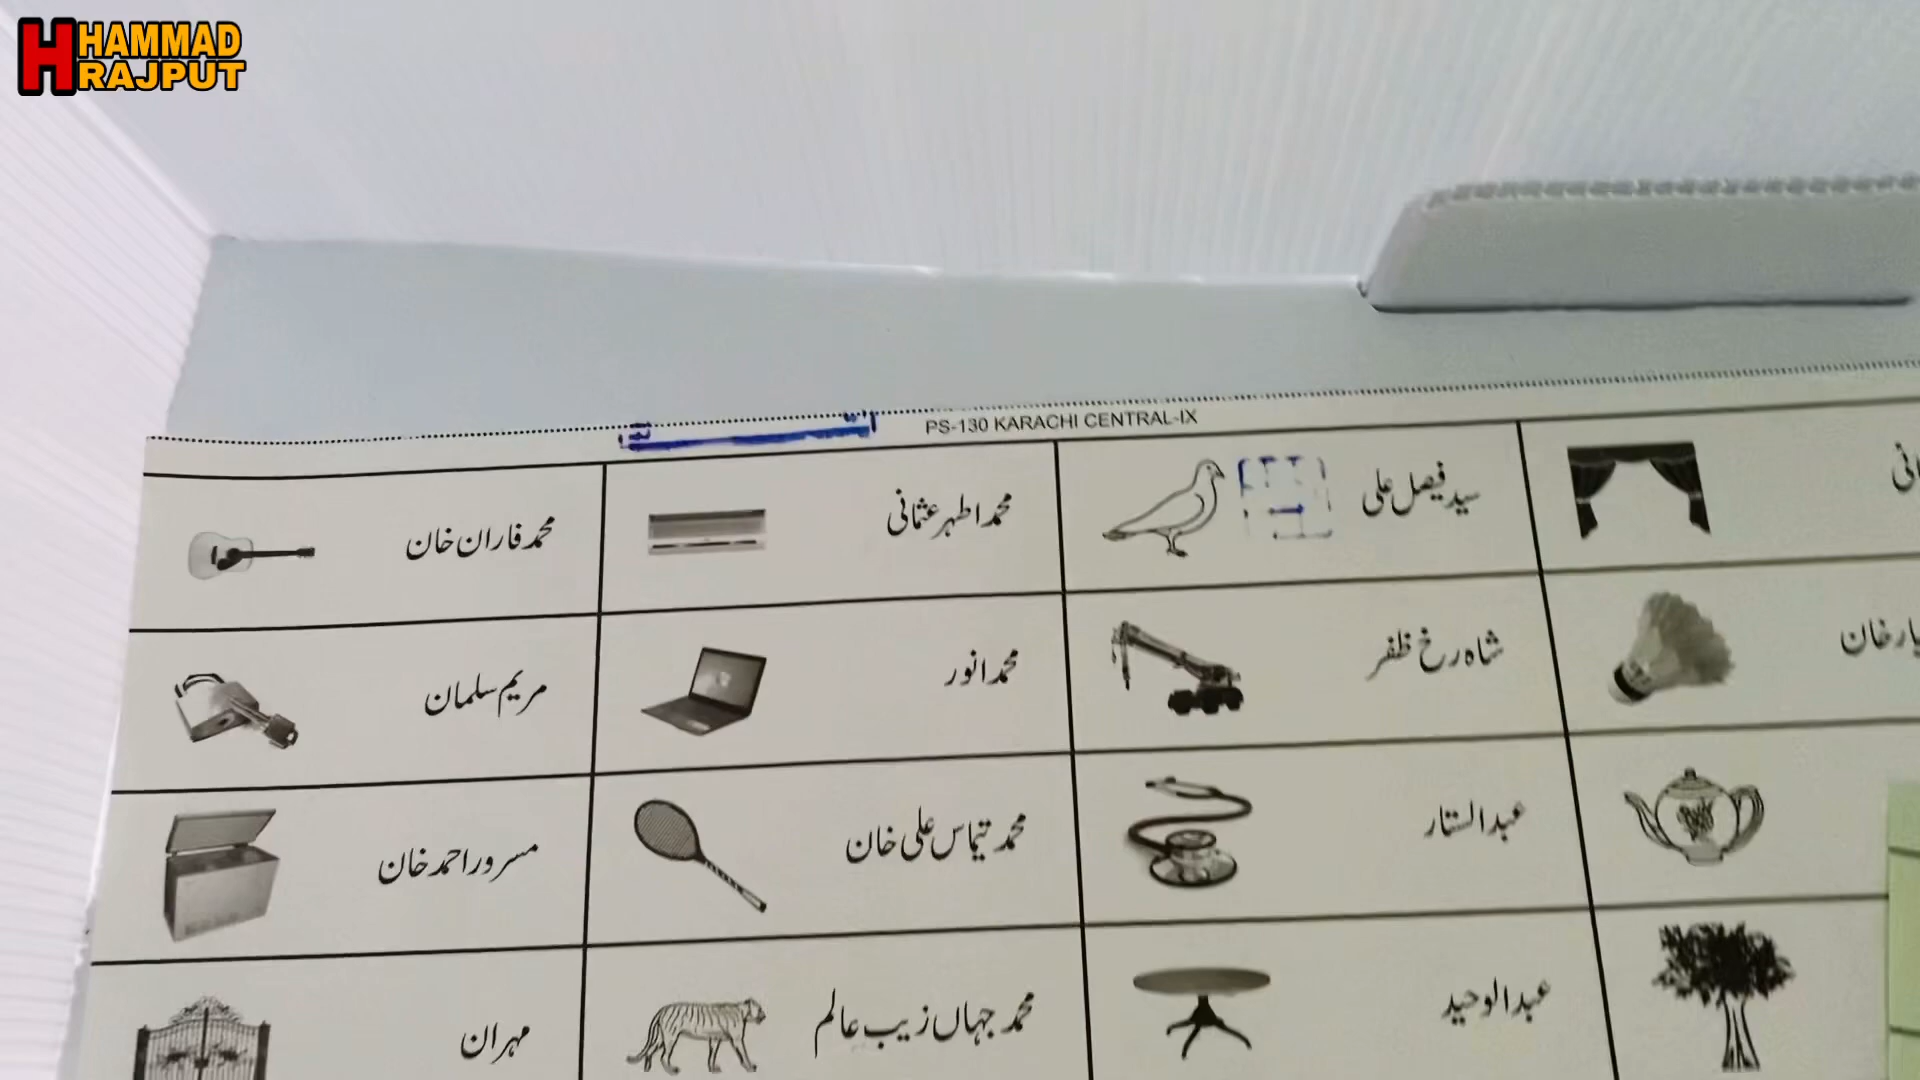 HAMMAD
RAJPUT
PS-130 KARACHI CENTRAL-IX
سید فیصل علی
محمد اطہر عثمانی
محمد فاران خان
شاہ رخ ظفر
محمد انور
مریم سلمان
عبدالستار
محمد تیماس علی خان
مسرور احمد خان
عبدالوحید
محمد جہاں زیب عالم
مہران